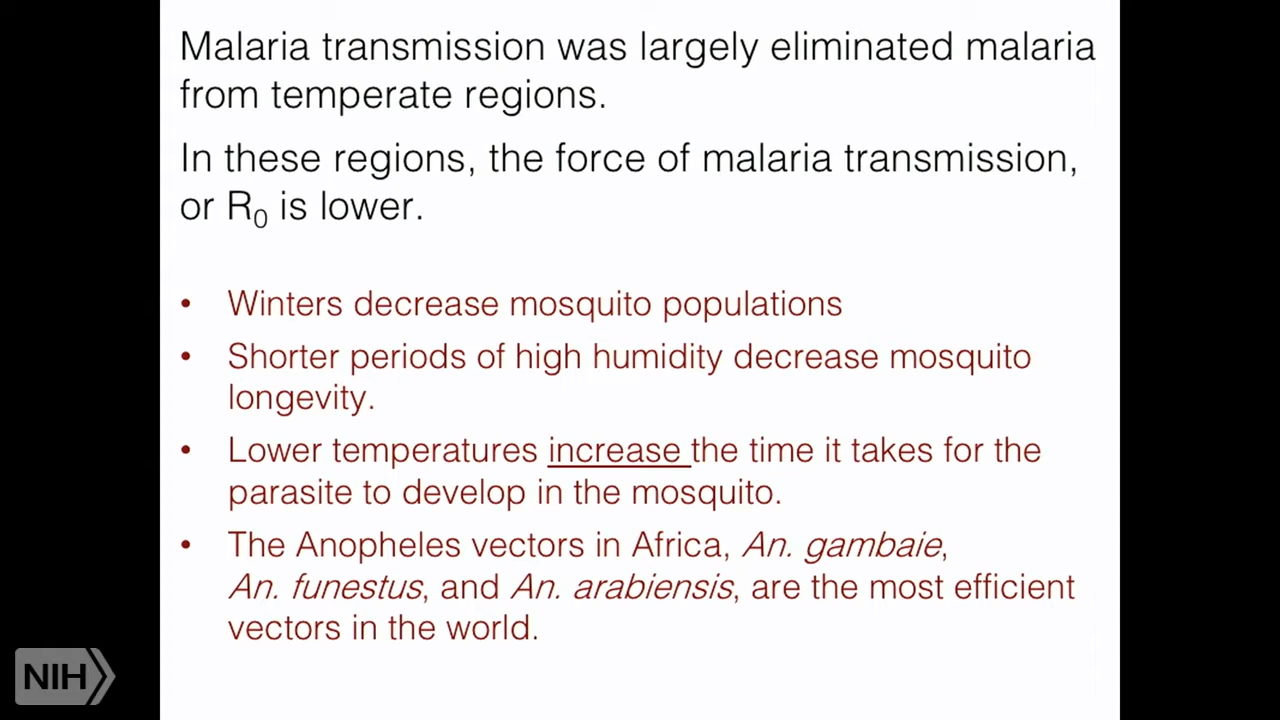 Malaria transmission was largely eliminated malaria
from temperate regions.
In these regions, the force of malaria transmission,
or R₀ is lower.
• Winters decrease mosquito populations
• Shorter periods of high humidity decrease mosquito
longevity.
• Lower temperatures increase the time it takes for the
parasite to develop in the mosquito.
• The Anopheles vectors in Africa, An. gambaie,
An. funestus, and An. arabiensis, are the most efficient
vectors in the world.
NIH